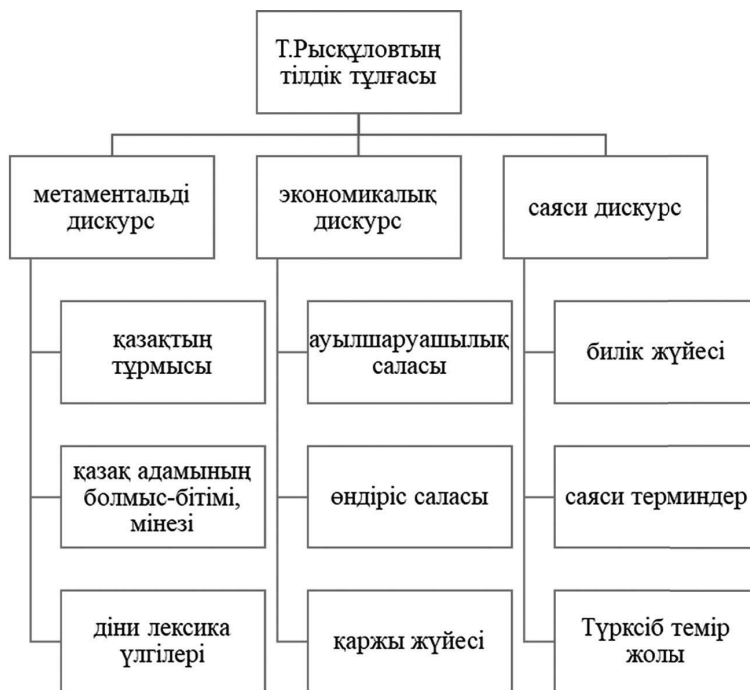 Т.Рысқұловтың
тілдік тұлғасы
метаментальді
дискурс
қазақтың
тұрмысы
қазақ адамының
болмыс-бітімі,
мінезі
діни лексика
үлгілері
экономикалық
дискурс
ауылшаруашылық
саласы
өндіріс саласы
қаржы жүйесі
саяси дискурс
билік жүйесі
саяси терминдер
Түрксіб темір
жолы